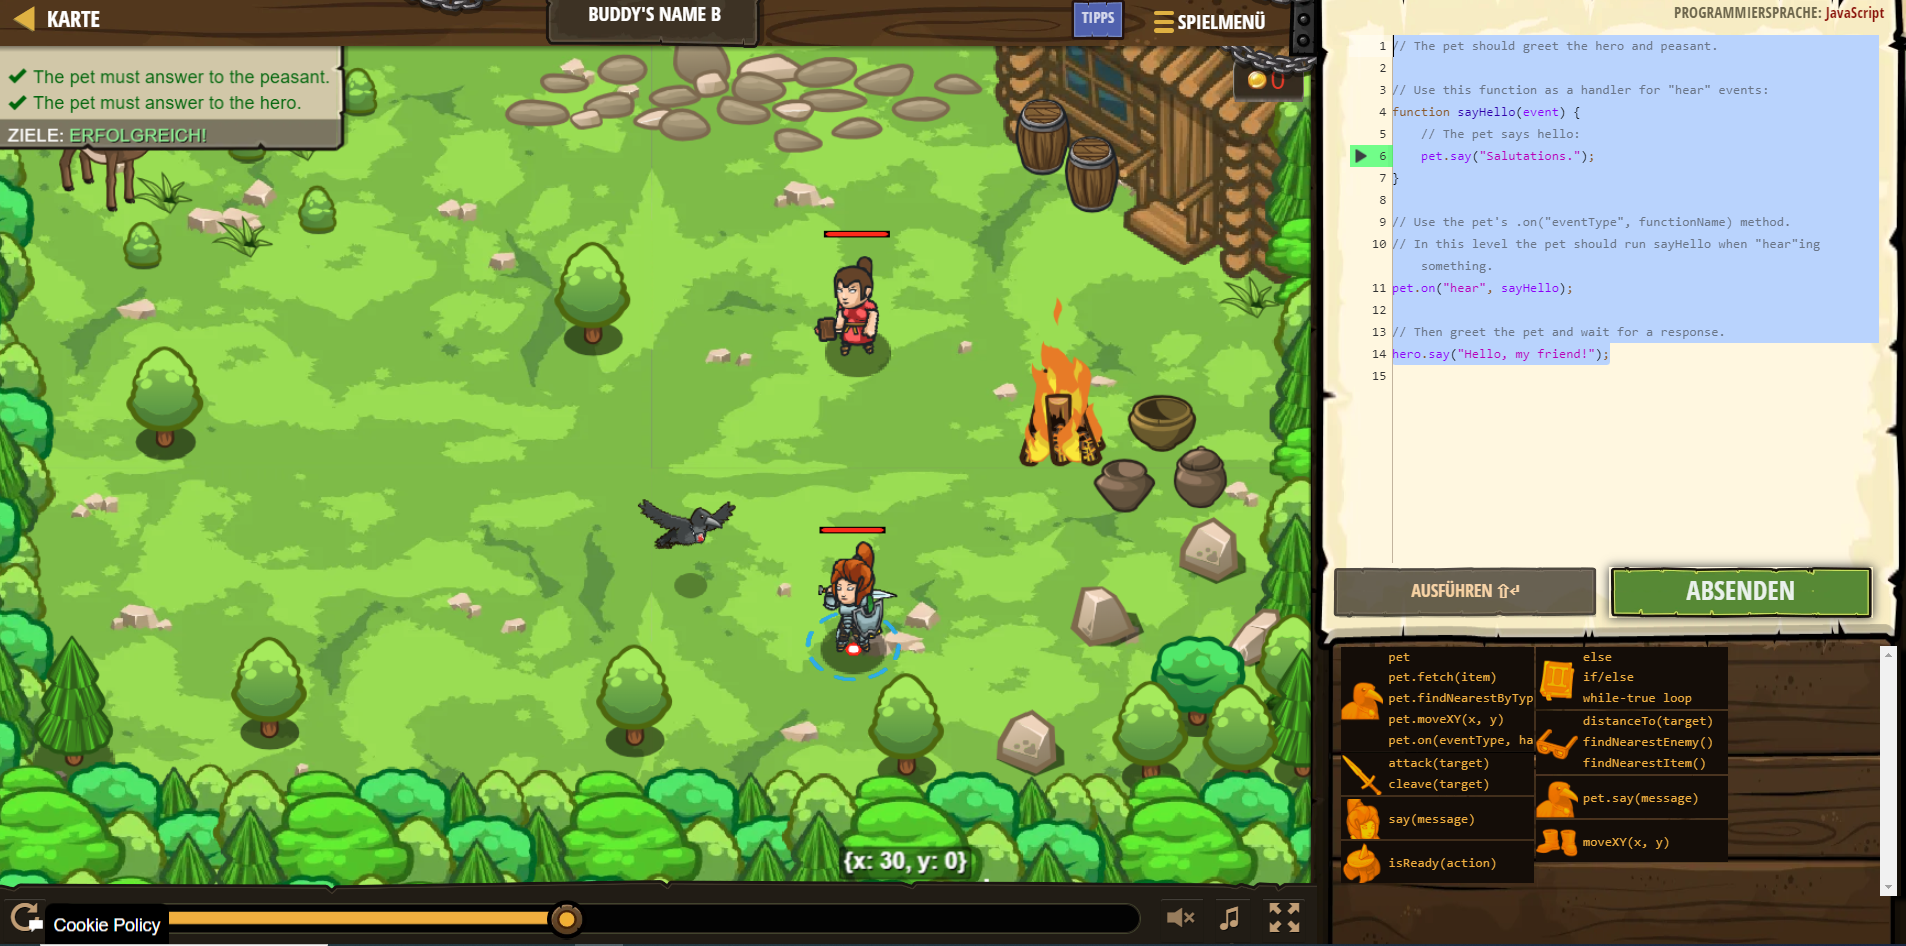 KARTE
BUDDY'S NAME B
TIPPS
SPIELMENÜ
PROGRAMMIERSPRACHE: JavaScript
The pet must answer to the peasant.
The pet must answer to the hero.
ZIELE: ERFOLGREICH!
0
1 // The pet should greet the hero and peasant.
2
3 // Use this function as a handler for "hear" events:
4 function sayHello(event) {
5 // The pet says hello:
6 pet.say("Salutations.");
7 }
8
9 // Use the pet's .on("eventType", functionName) method.
10 // In this level the pet should run sayHello when "hear"ing
something.
11 pet.on("hear", sayHello);
12
13 // Then greet the pet and wait for a response.
14 hero.say("Hello, my friend!");
15
AUSFÜHREN ⇧↵
ABSENDEN
pet
pet.fetch(item)
pet.findNearestByTyp
pet.moveXY(x, y)
pet.on(eventType, ha
attack(target)
cleave(target)
say(message)
isReady(action)
else
if/else
while-true loop
distanceTo(target)
findNearestEnemy()
findNearestItem()
pet.say(message)
moveXY(x, y)
{x: 30, y: 0}
Cookie Policy